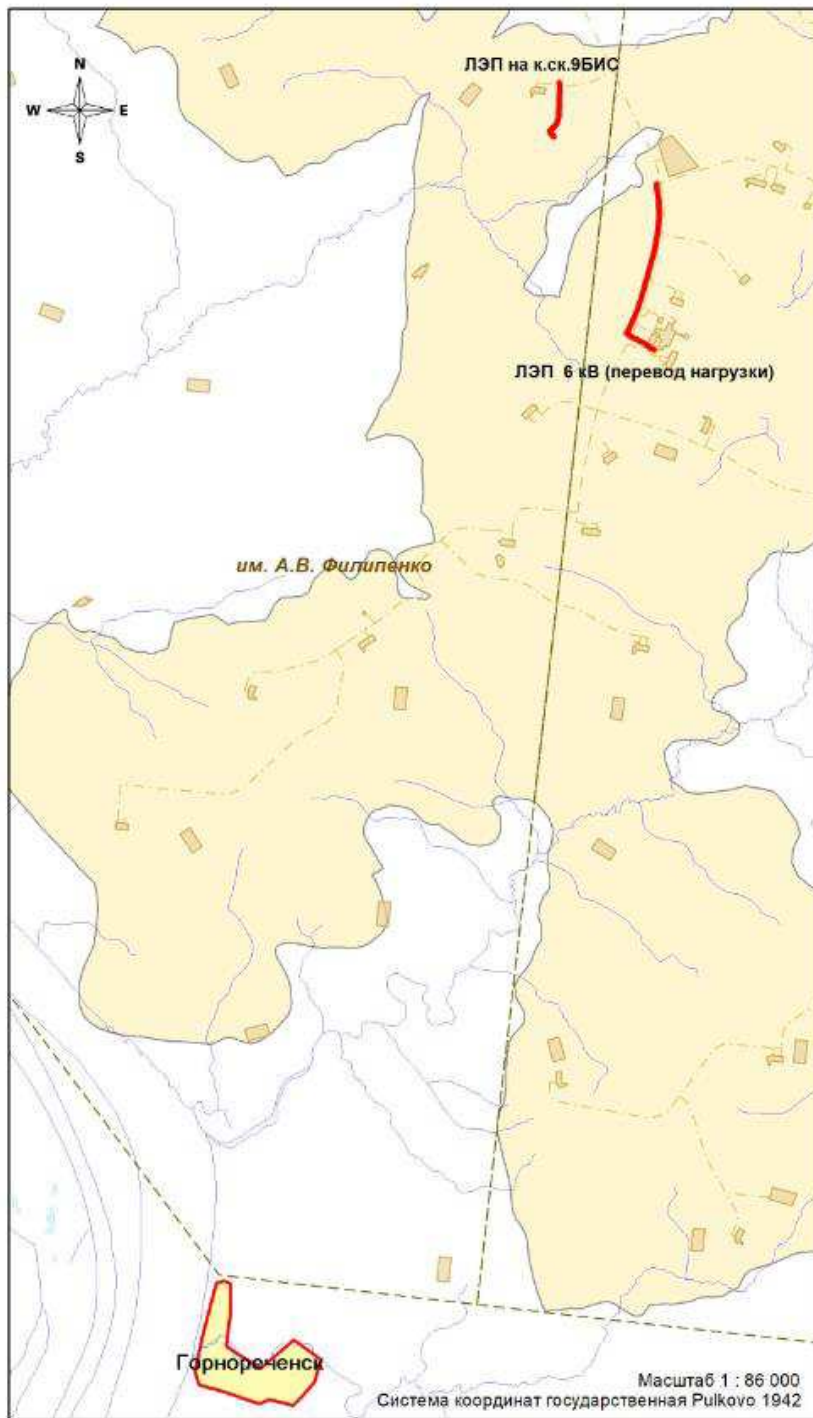 ЛЭП на к.ск.9БИС
N
W E
S
ЛЭП 6 кВ (перевод нагрузки)
им. А.В. Филипенко
Горнореченск
Масштаб 1 : 86 000
Система координат государственная Pulkovo 1942